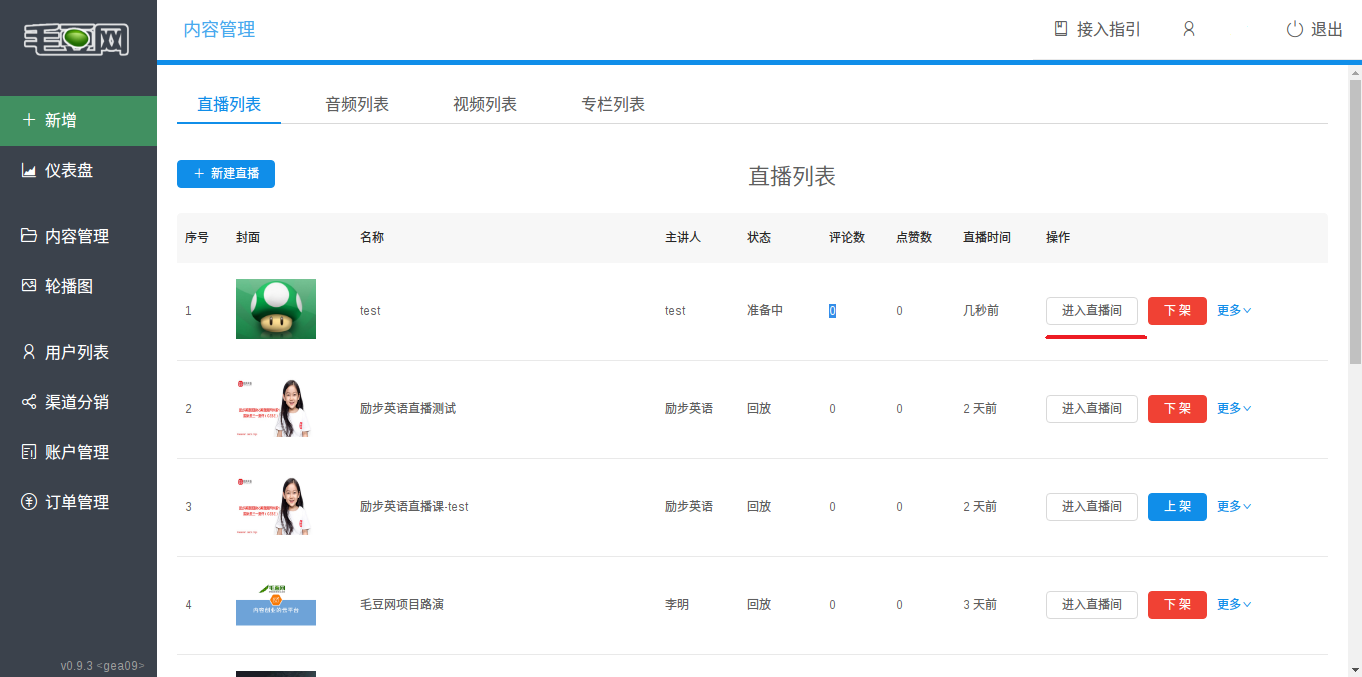 毛豆网
内容管理
接入指引
退出
新增
仪表盘
内容管理
轮播图
用户列表
渠道分销
账户管理
订单管理
v0.9.3 <gea09>
直播列表 音频列表 视频列表 专栏列表
新建直播
直播列表
序号 封面 名称 主讲人 状态 评论数 点赞数 直播时间 操作
1 test test 准备中 0 0 几秒前 进入直播间 下 架 更多
2 励步英语直播测试 励步英语 回放 0 0 2 天前 进入直播间 下 架 更多
3 励步英语直播课-test 励步英语 回放 0 0 2 天前 进入直播间 上 架 更多
4 毛豆网项目路演 李明 回放 0 0 3 天前 进入直播间 下 架 更多
毛豆网